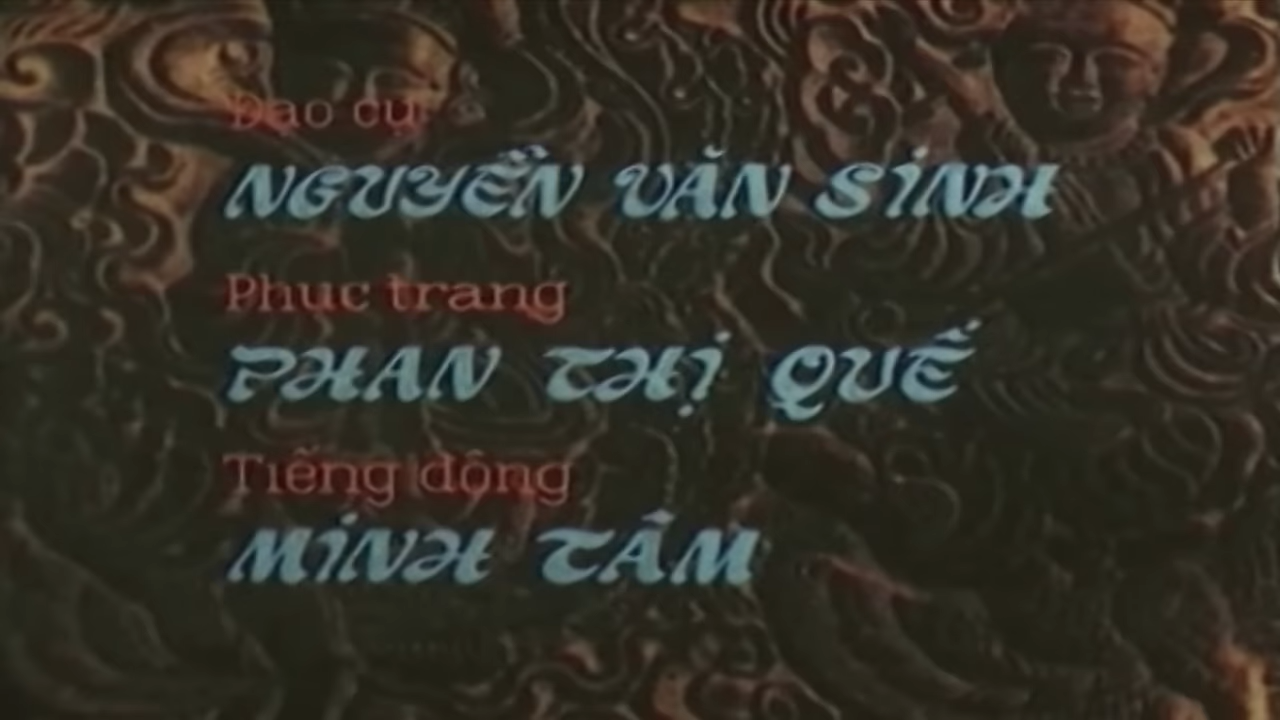 Đạo cụ
NGUYỄN VĂN SINH
Phục trang
PHAN THỊ QUẾ
Tiếng động
MINH TÂM